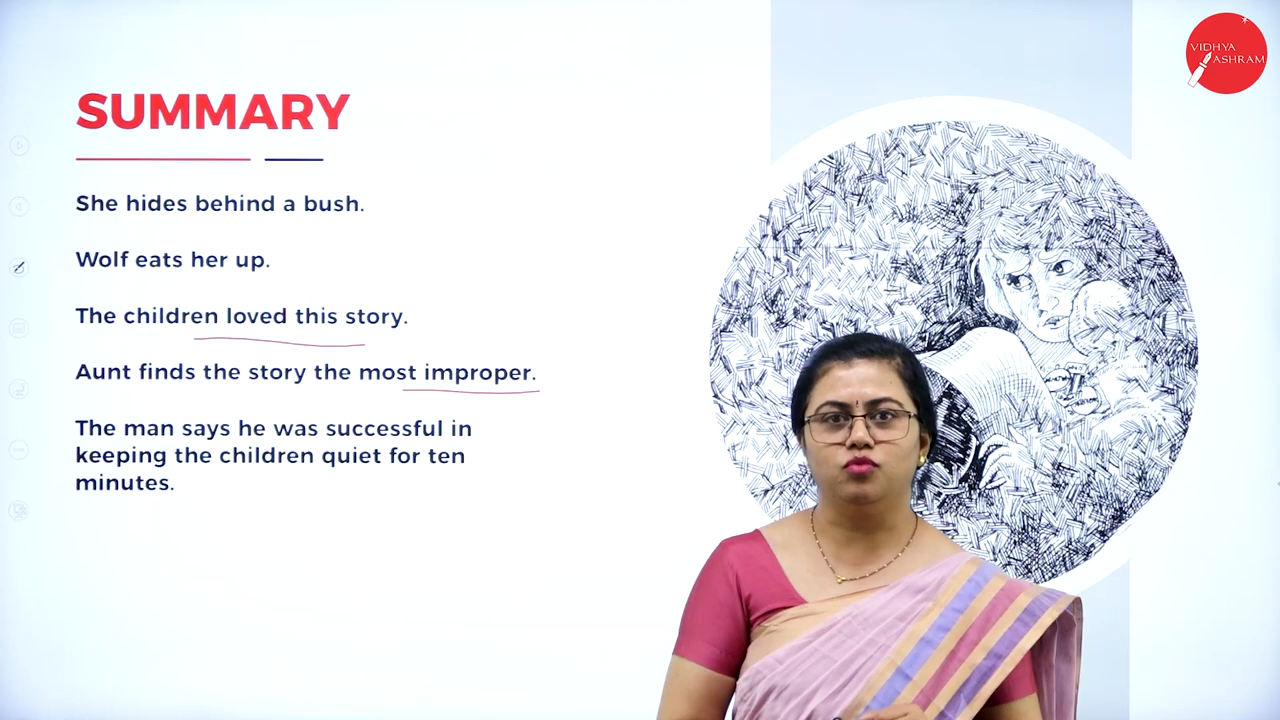 VIDHYA
ASHRAM
SUMMARY
She hides behind a bush.
Wolf eats her up.
The children loved this story.
Aunt finds the story the most improper.
The man says he was successful in
keeping the children quiet for ten
minutes.